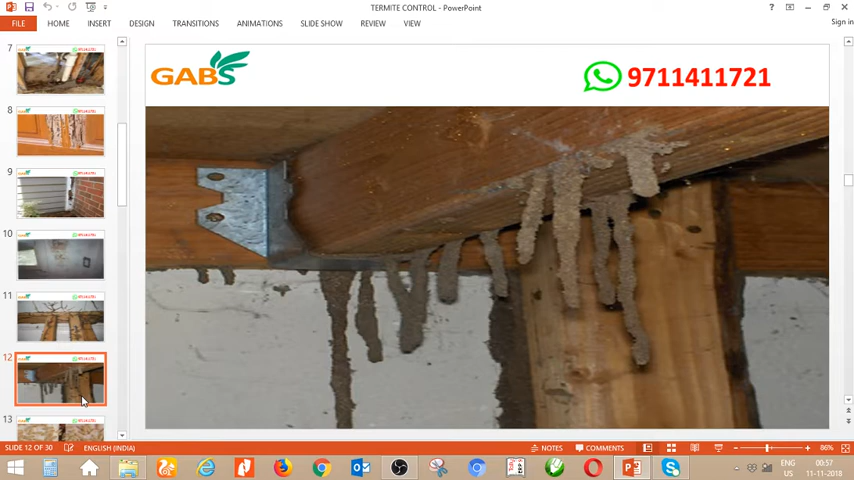 TERMITE CONTROL - PowerPoint
FILE HOME INSERT DESIGN TRANSITIONS ANIMATIONS SLIDE SHOW REVIEW VIEW
Sign in
7
8
9
10
11
12
13
GABS
9711411721
SLIDE 12 OF 30 ENGLISH (INDIA) NOTES COMMENTS 86%
ENG 00:57
US 11-11-2018